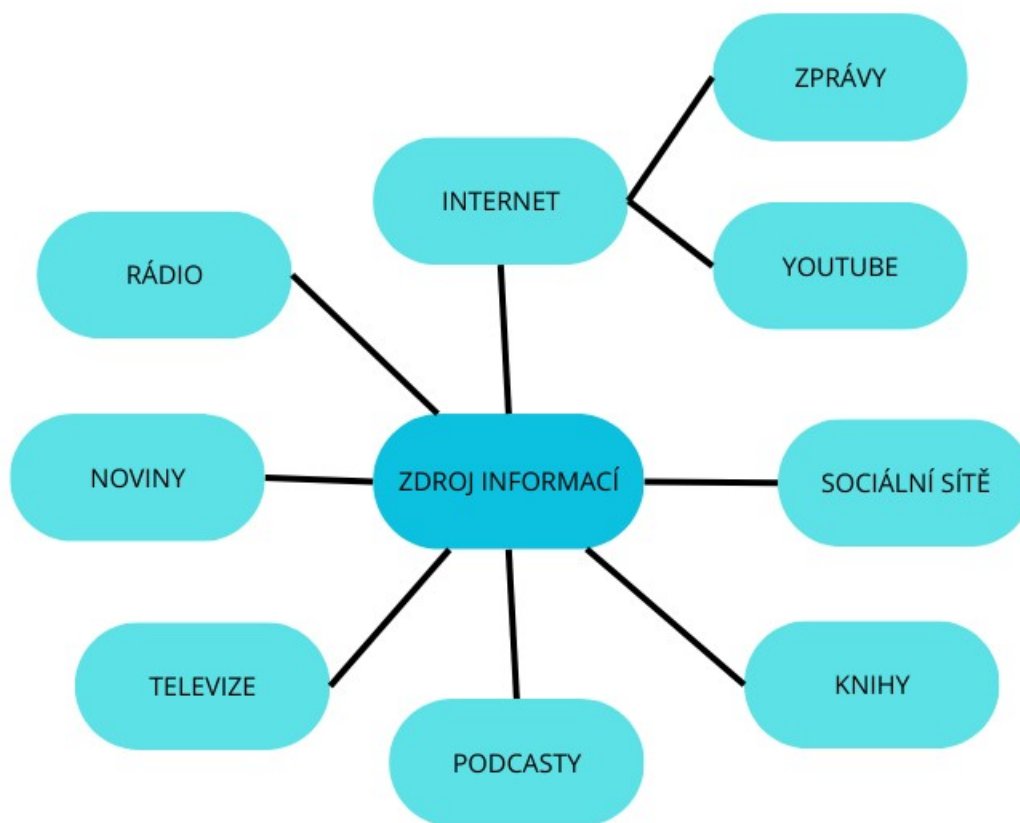 ZPRÁVY
INTERNET
YOUTUBE
RÁDIO
NOVINY
ZDROJ INFORMACÍ
SOCIÁLNÍ SÍTĚ
TELEVIZE
KNIHY
PODCASTY